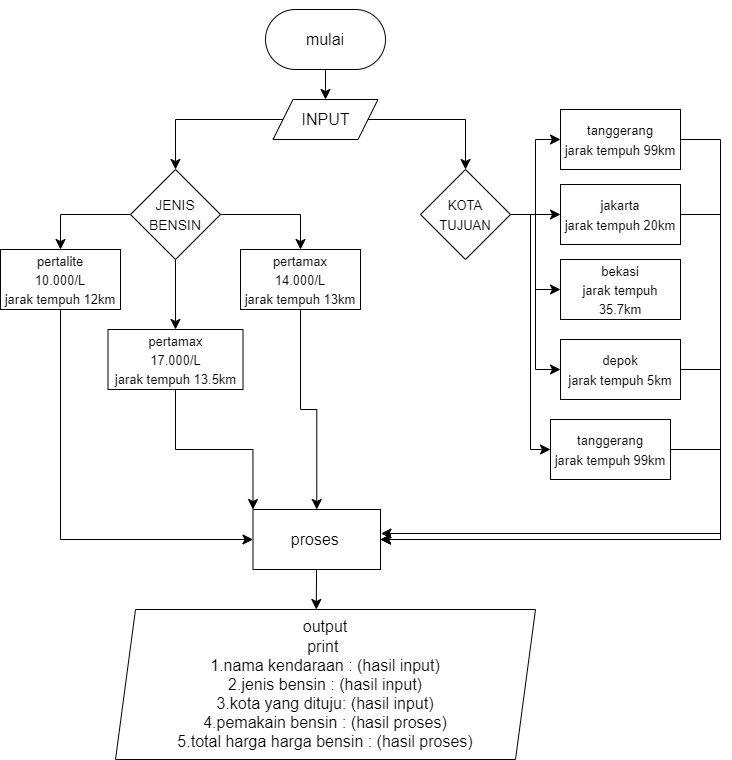 mulai
INPUT
JENIS
BENSIN
pertalite
10.000/L
jarak tempuh 12km
pertamax
17.000/L
jarak tempuh 13.5km
pertamax
14.000/L
jarak tempuh 13km
KOTA
TUJUAN
tanggerang
jarak tempuh 99km
jakarta
jarak tempuh 20km
bekasi
jarak tempuh
35.7km
depok
jarak tempuh 5km
tanggerang
jarak tempuh 99km
proses
output
print
1.nama kendaraan : (hasil input)
2.jenis bensin : (hasil input)
3.kota yang dituju: (hasil input)
4.pemakain bensin : (hasil proses)
5.total harga harga bensin : (hasil proses)